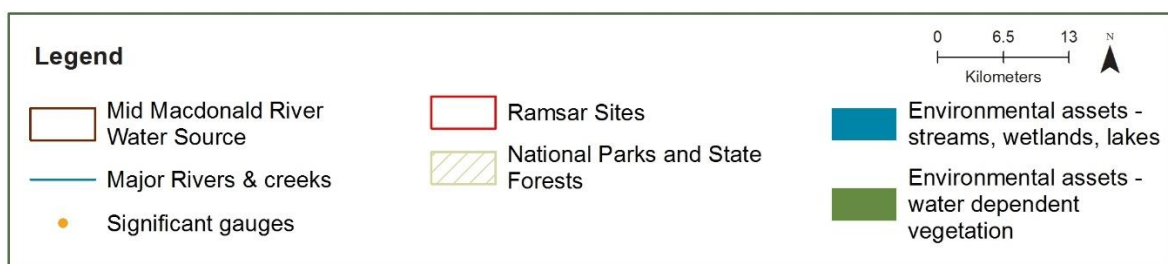 Legend
0 6.5 13
Kilometers
N
Mid Macdonald River
Water Source
Major Rivers & creeks
Significant gauges
Ramsar Sites
National Parks and State
Forests
Environmental assets -
streams, wetlands, lakes
Environmental assets -
water dependent
vegetation